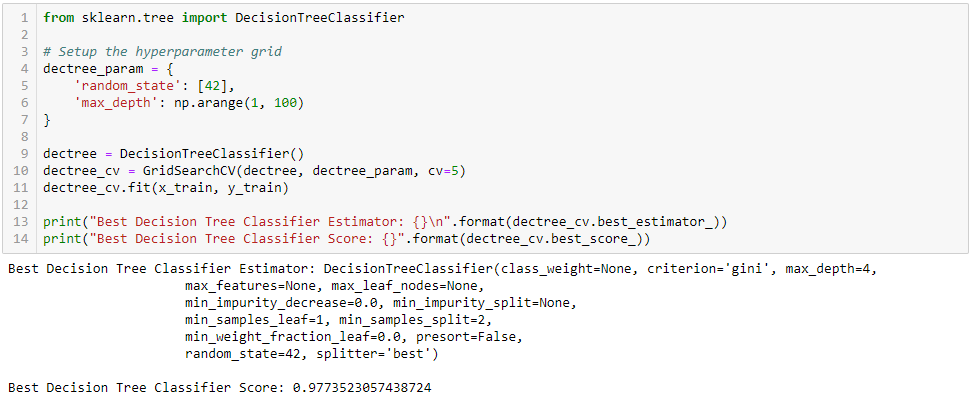 1 from sklearn.tree import DecisionTreeClassifier
2
3 # Setup the hyperparameter grid
4 dectree_param = {
5     'random_state': [42],
6     'max_depth': np.arange(1, 100)
7 }
8
9 dectree = DecisionTreeClassifier()
10 dectree_cv = GridSearchCV(dectree, dectree_param, cv=5)
11 dectree_cv.fit(x_train, y_train)
12
13 print("Best Decision Tree Classifier Estimator: {}\n".format(dectree_cv.best_estimator_))
14 print("Best Decision Tree Classifier Score: {}".format(dectree_cv.best_score_))
Best Decision Tree Classifier Estimator: DecisionTreeClassifier(class_weight=None, criterion='gini', max_depth=4,
            max_features=None, max_leaf_nodes=None,
            min_impurity_decrease=0.0, min_impurity_split=None,
            min_samples_leaf=1, min_samples_split=2,
            min_weight_fraction_leaf=0.0, presort=False,
            random_state=42, splitter='best')

Best Decision Tree Classifier Score: 0.9773523057438724